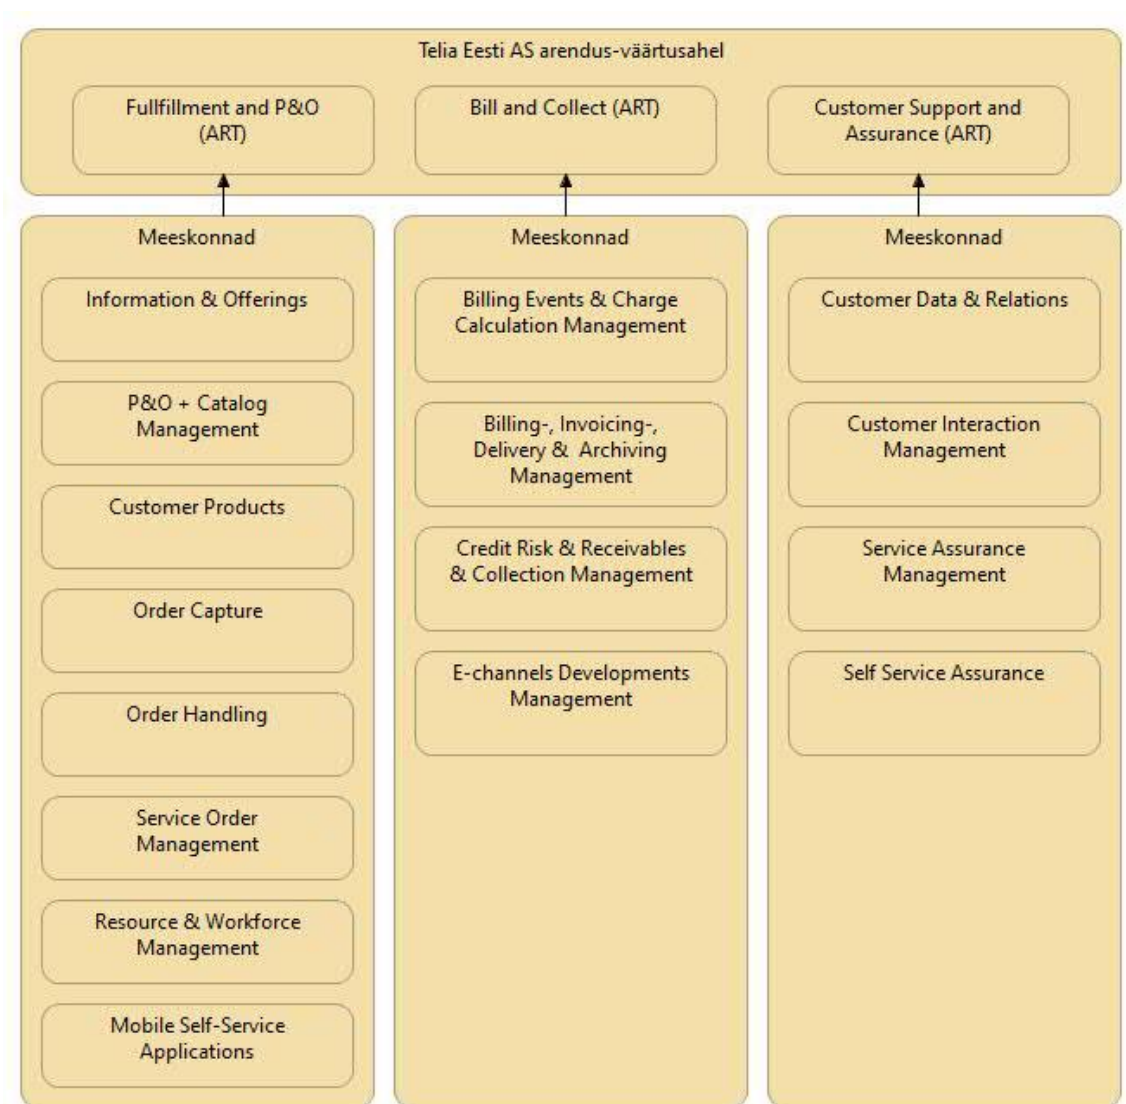 Telia Eesti AS arendus-väärtusahel
Fullfillment and P&O
(ART)
Bill and Collect (ART)
Customer Support and
Assurance (ART)
Meeskonnad
Information & Offerings
P&O + Catalog
Management
Customer Products
Order Capture
Order Handling
Service Order
Management
Resource & Workforce
Management
Mobile Self-Service
Applications
Meeskonnad
Billing Events & Charge
Calculation Management
Billing-, Invoicing-,
Delivery & Archiving
Management
Credit Risk & Receivables
& Collection Management
E-channels Developments
Management
Meeskonnad
Customer Data & Relations
Customer Interaction
Management
Service Assurance
Management
Self Service Assurance